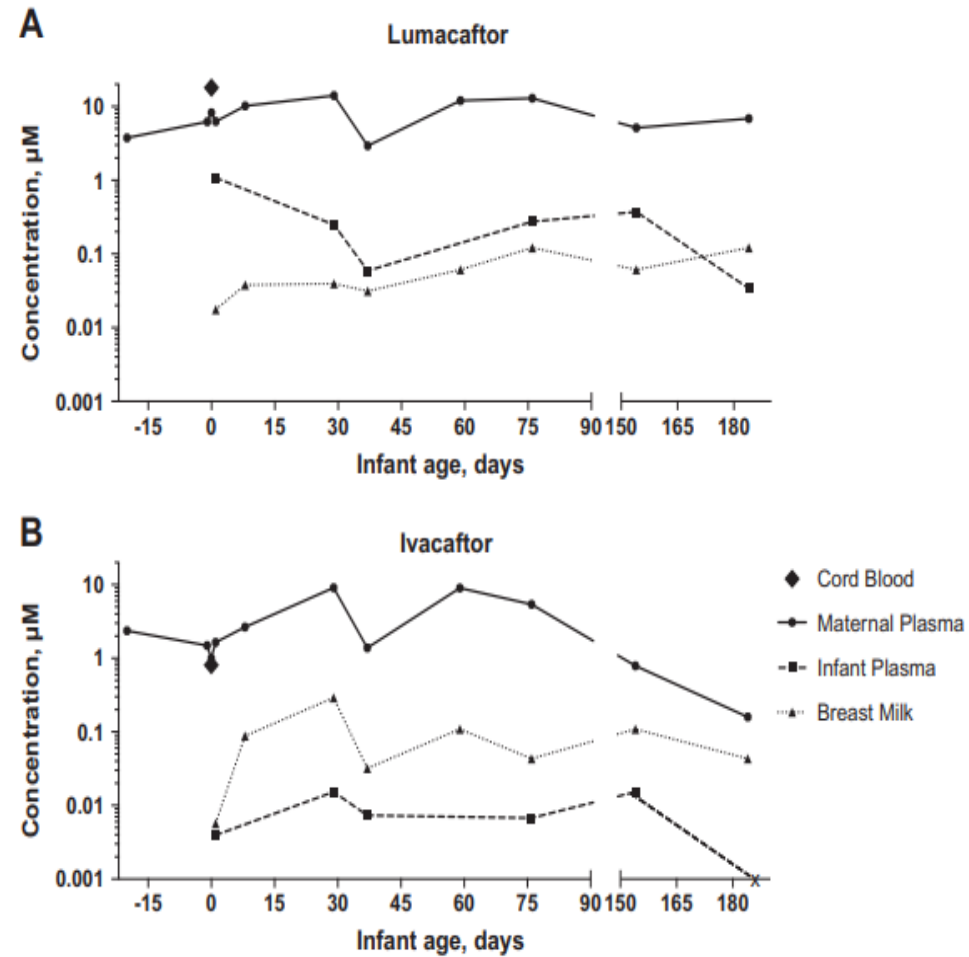 A
Lumacaftor
Concentration, µM
10
1
0.1
0.01
0.001
-15 0 15 30 45 60 75 90 150 165 180
Infant age, days
B
Ivacaftor
Concentration, µM
10
1
0.1
0.01
0.001
x
-15 0 15 30 45 60 75 90 150 165 180
Infant age, days
Cord Blood
Maternal Plasma
Infant Plasma
Breast Milk